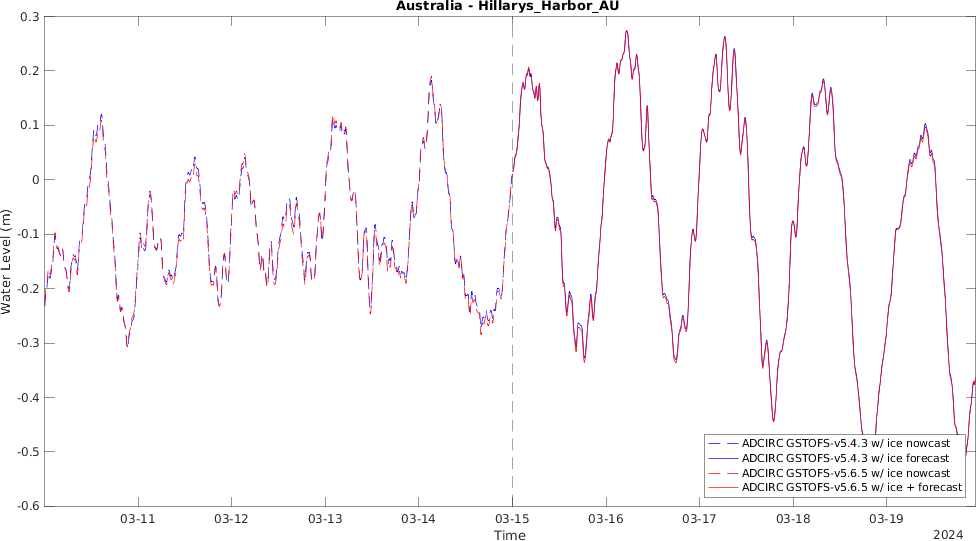 Australia - Hillarys_Harbor_AU
0.3
0.2
0.1
0
-0.1
-0.2
-0.3
-0.4
-0.5
-0.6
Water Level (m)
ADCIRC GSTOFS-v5.4.3 w/ ice nowcast
ADCIRC GSTOFS-v5.4.3 w/ ice forecast
ADCIRC GSTOFS-v5.6.5 w/ ice nowcast
ADCIRC GSTOFS-v5.6.5 w/ ice + forecast
03-11 03-12 03-13 03-14 03-15 03-16 03-17 03-18 03-19
Time
2024